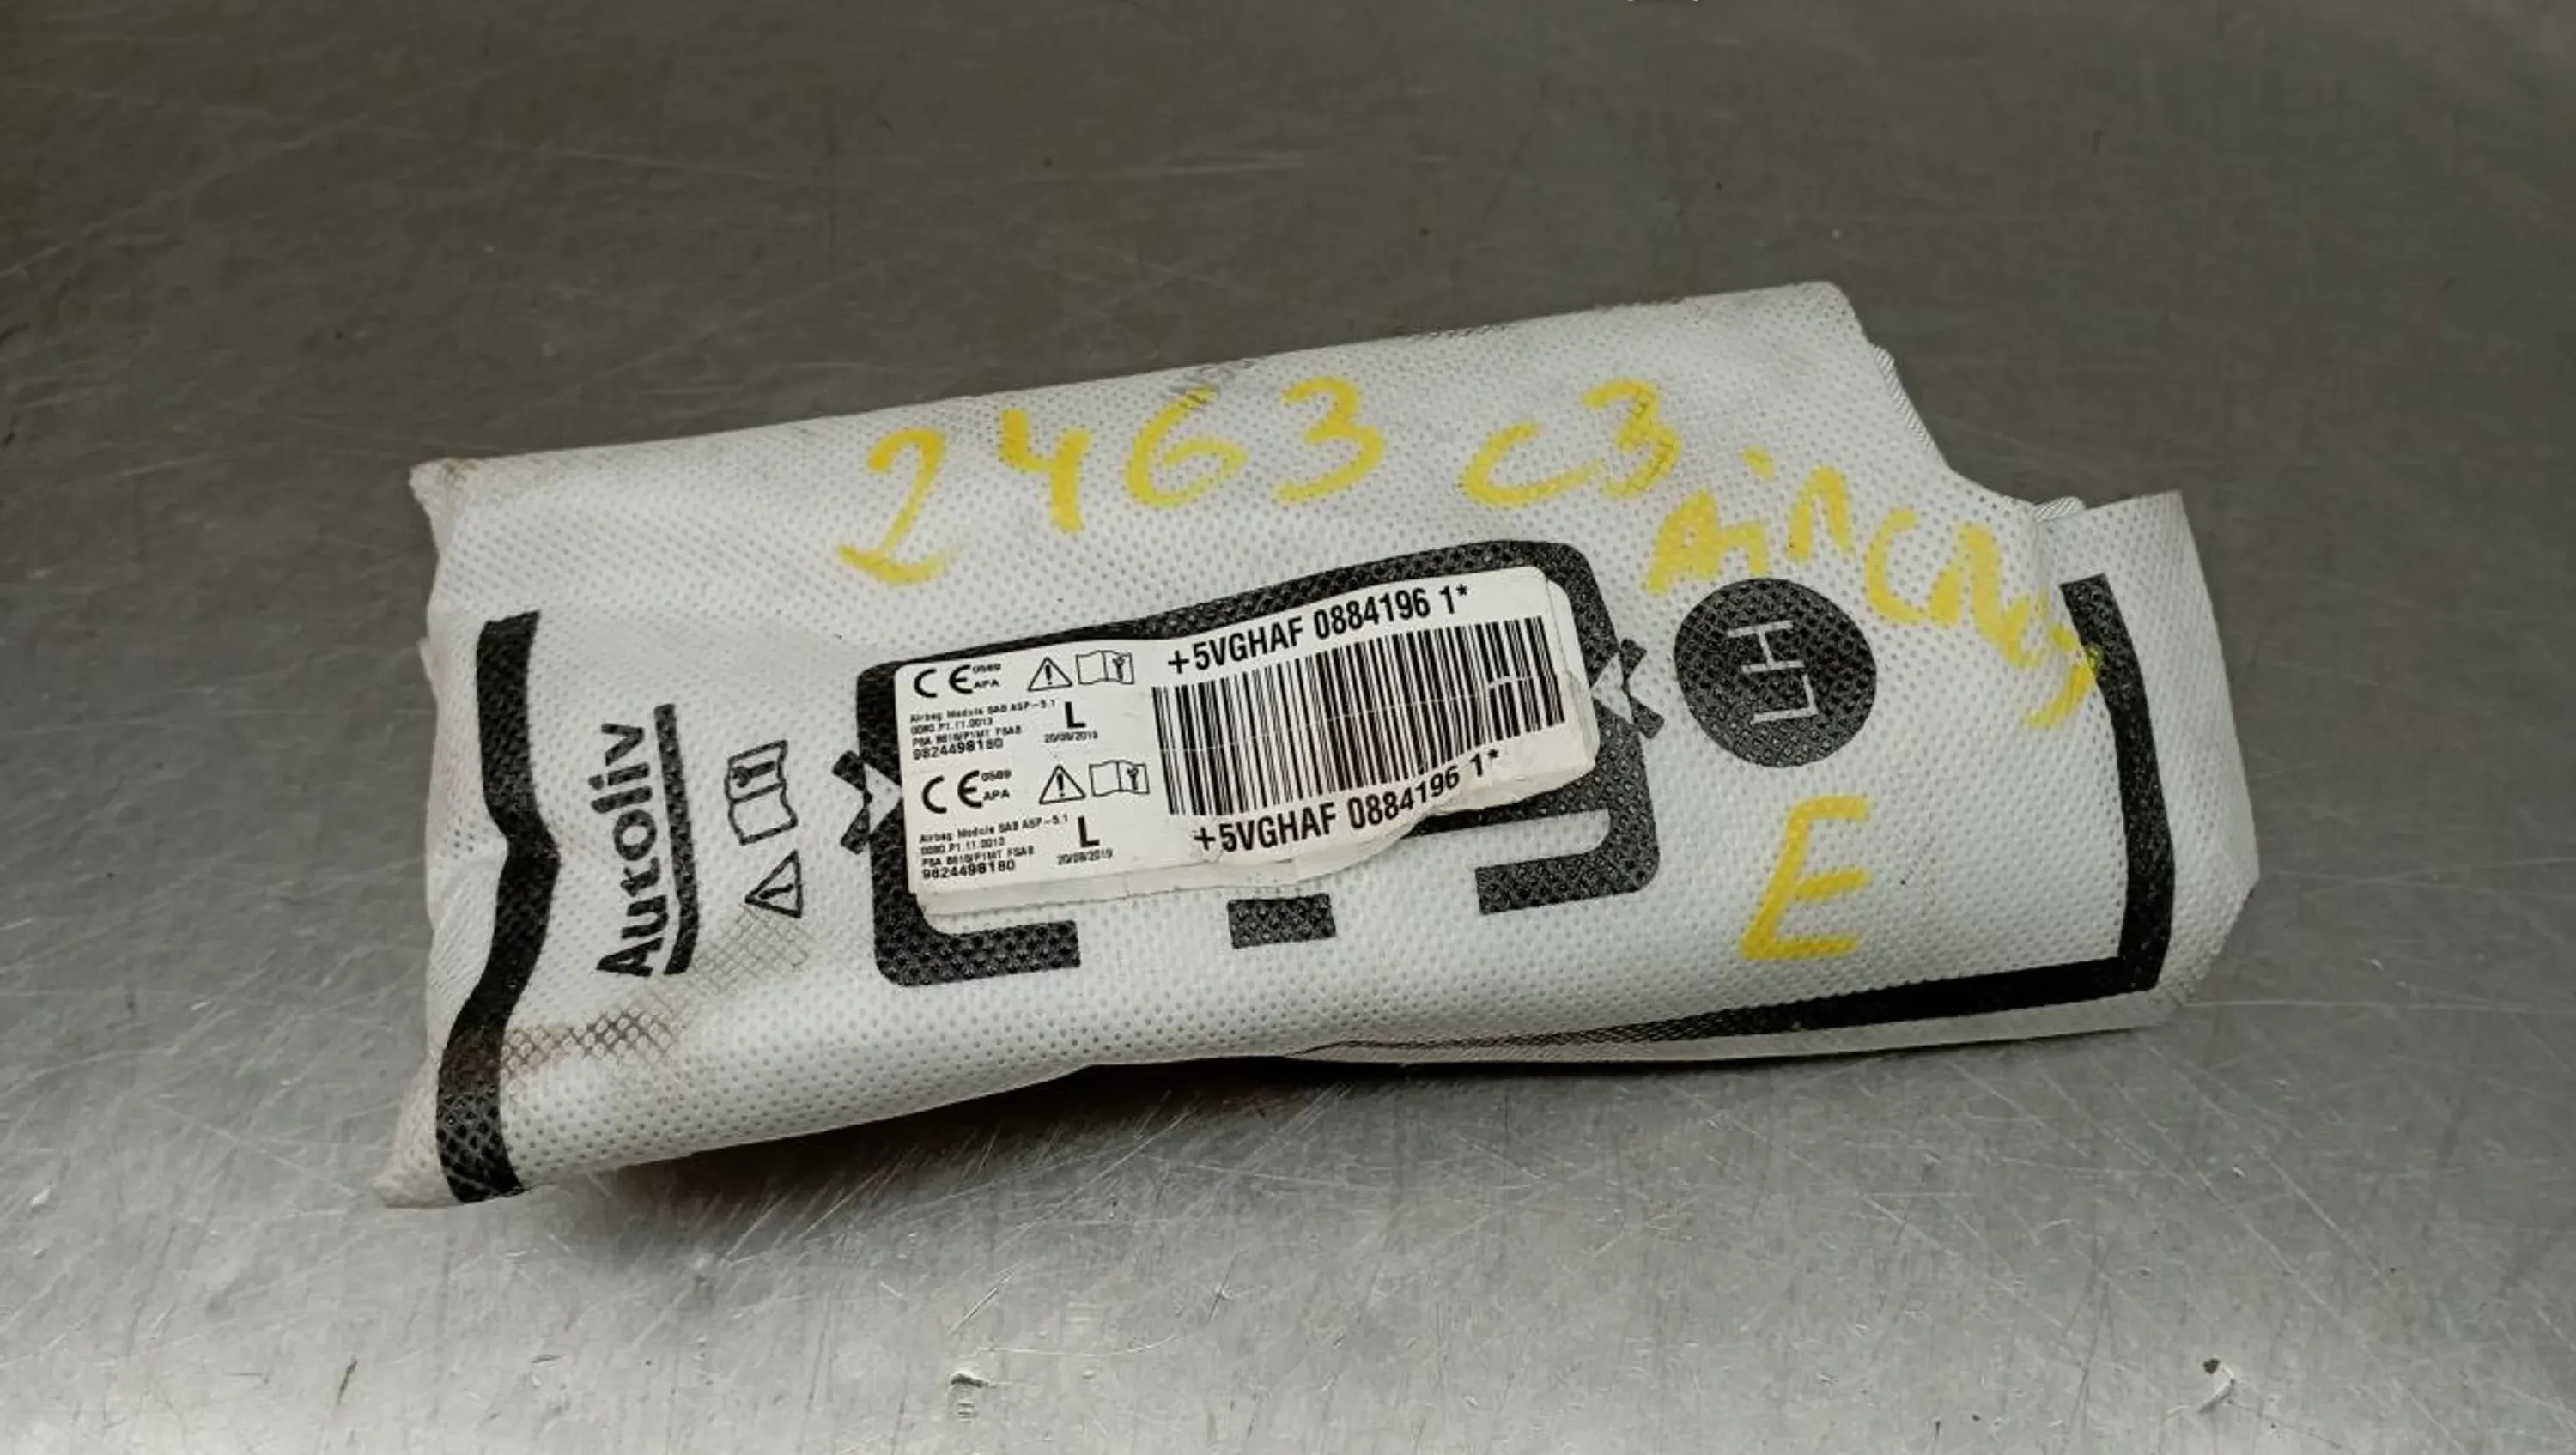 2463 C3
AirCROSS
+5VGHAF 0884196 1*
CE 0589
APA
Airbag Module SAB ASP-5.1
0080.P1.11.0013
L
PSA B618/P1MT FSAB
20/09/2019
9824498180
CE 0589
APA
Airbag Module SAB ASP-5.1
0080.P1.11.0013
L
PSA B618/P1MT FSAB
20/09/2019
9824498180
+5VGHAF 0884196 1*
LH
Autoliv
E